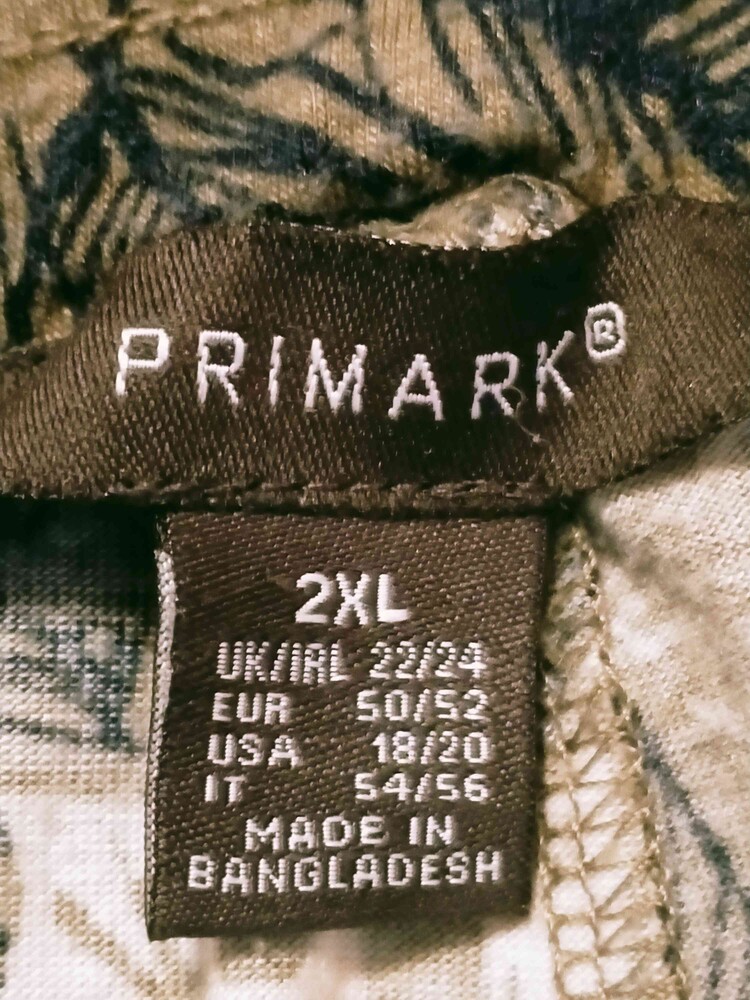 PRIMARK®
2XL
UK/IRL 22/24
EUR 50/52
USA 18/20
IT 54/56
MADE IN
BANGLADESH